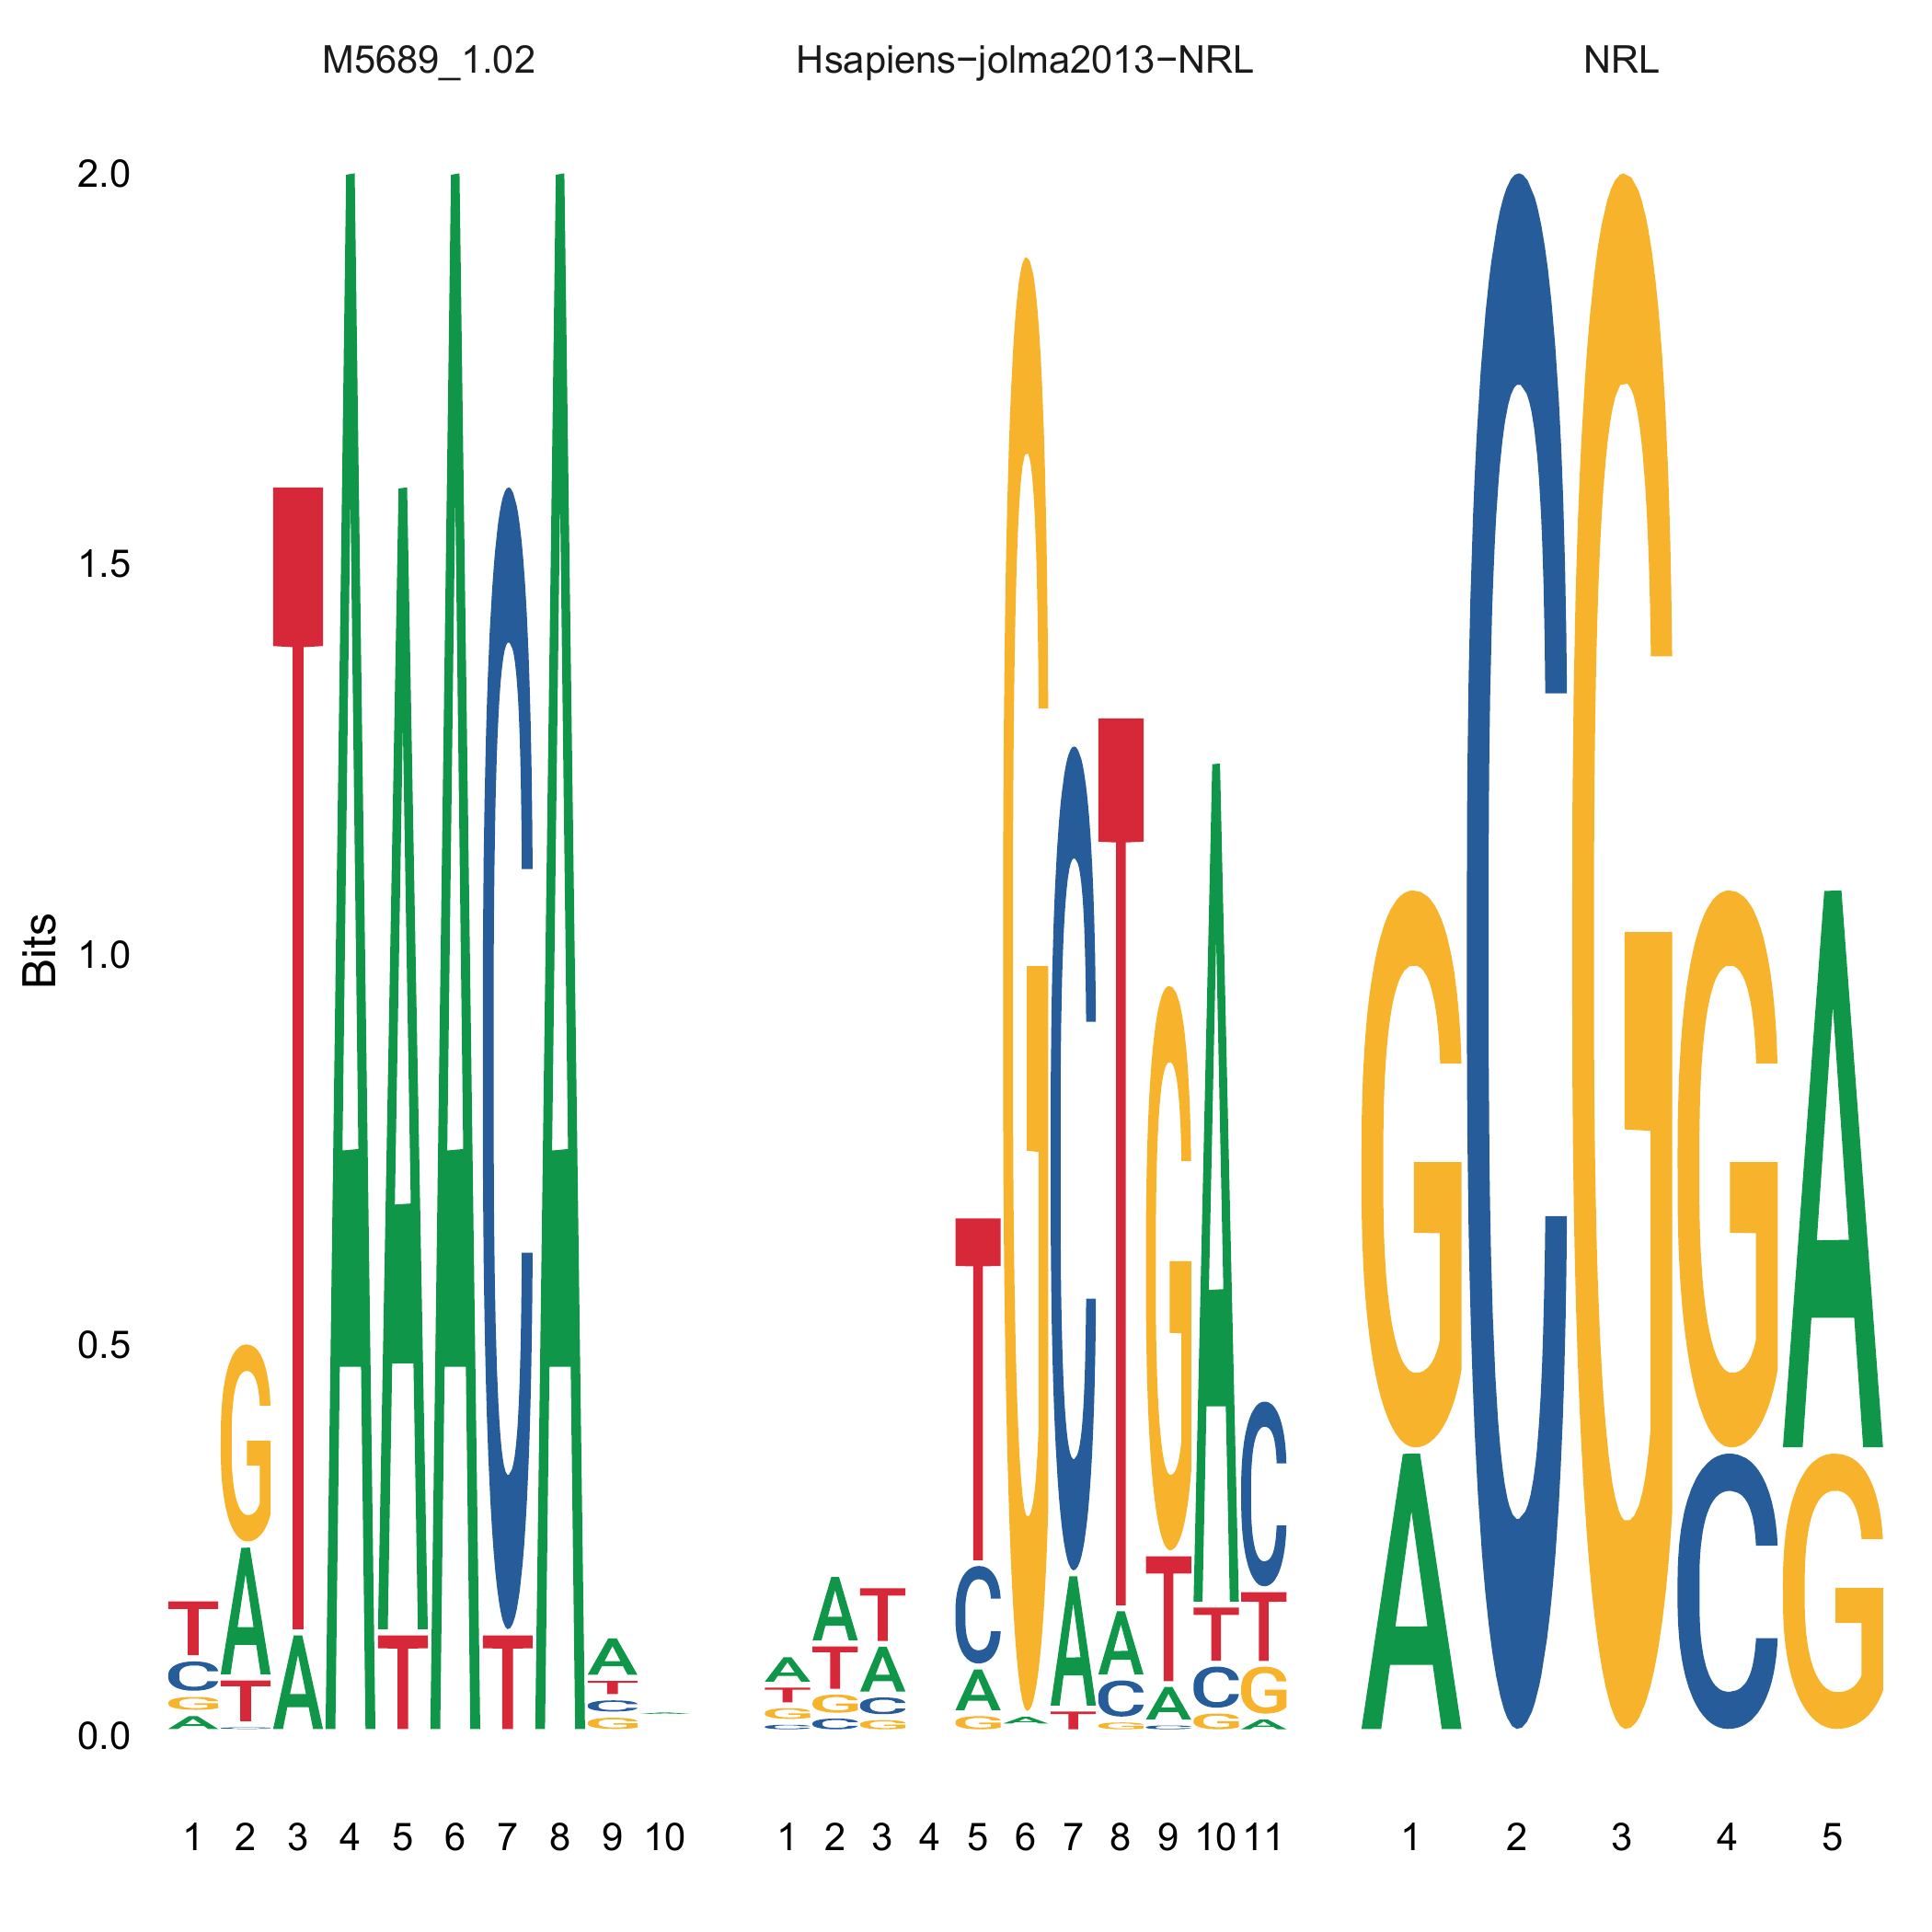 M5689_1.02 Hsapiens−jolma2013−NRL NRL
2.0
1.5
1.0
0.5
0.0
Bits
T C G A
G A T C
T A
A
A T
A
C T
A
A T C G
A T G C
A T G C
T A C G
T C A G
G A
C A T
T A C G
G T A C
A T C G
C T G A
G A
C
G
G C
A G
1 2 3 4 5 6 7 8 9 10 1 2 3 4 5 6 7 8 9 10 11 1 2 3 4 5